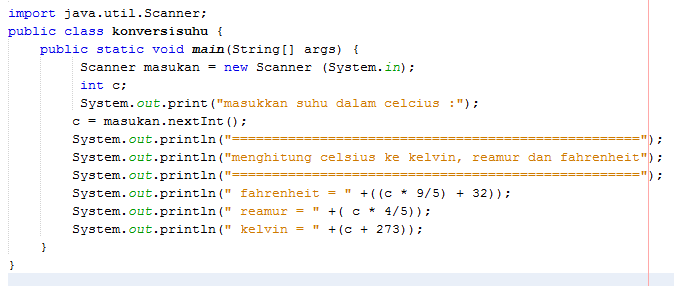 import java.util.Scanner;
public class konversisuhu {
public static void main(String[] args) {
Scanner masukan = new Scanner (System.in);
int c;
System.out.print("masukkan suhu dalam celcius :");
c = masukan.nextInt();
System.out.println("===================================================");
System.out.println("menghitung celsius ke kelvin, reamur dan fahrenheit");
System.out.println("===================================================");
System.out.println(" fahrenheit = " +((c * 9/5) + 32));
System.out.println(" reamur = " +( c * 4/5));
System.out.println(" kelvin = " +(c + 273));
}
}